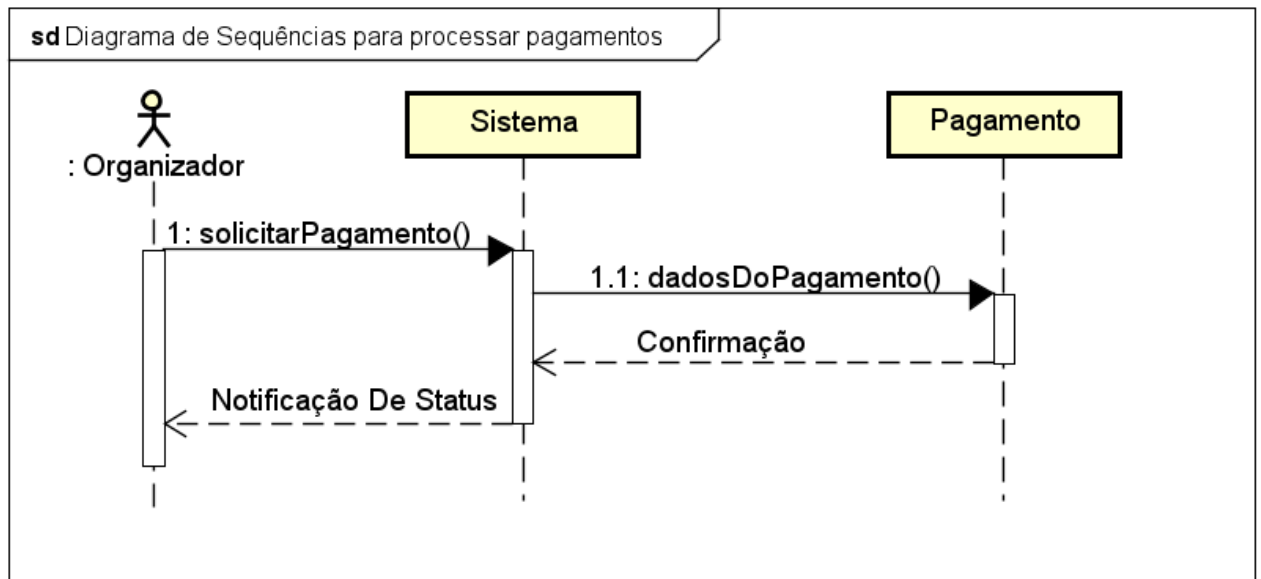 sd Diagrama de Sequências para processar pagamentos
Sistema
Pagamento
: Organizador
1: solicitarPagamento()
1.1: dadosDoPagamento()
Confirmação
Notificação De Status